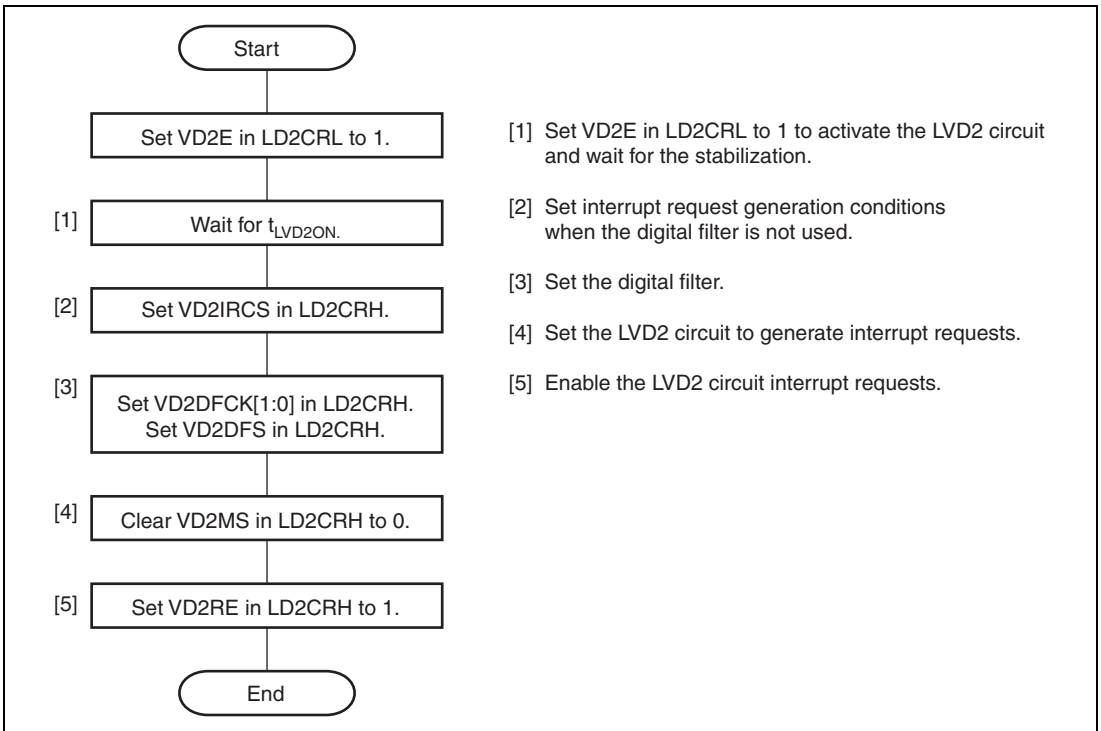 Start
Set VD2E in LD2CRL to 1.
[1] Wait for tLVD2ON.
[2] Set VD2IRCS in LD2CRH.
[3] Set VD2DFCK[1:0] in LD2CRH.
Set VD2DFS in LD2CRH.
[4] Clear VD2MS in LD2CRH to 0.
[5] Set VD2RE in LD2CRH to 1.
End
[1] Set VD2E in LD2CRL to 1 to activate the LVD2 circuit
and wait for the stabilization.
[2] Set interrupt request generation conditions
when the digital filter is not used.
[3] Set the digital filter.
[4] Set the LVD2 circuit to generate interrupt requests.
[5] Enable the LVD2 circuit interrupt requests.